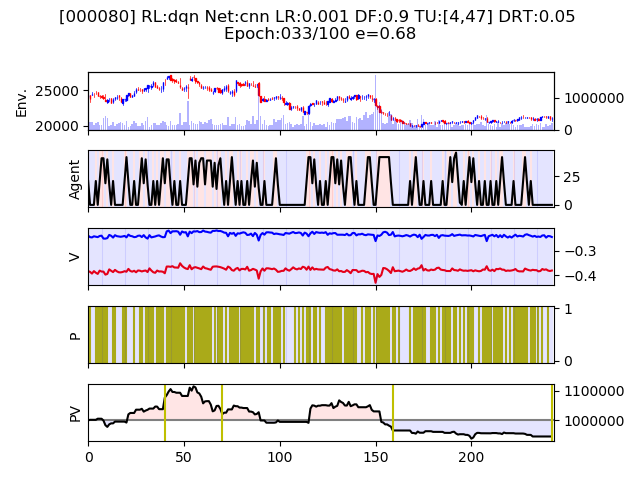 [000080] RL:dqn Net:cnn LR:0.001 DF:0.9 TU:[4,47] DRT:0.05
Epoch:033/100 e=0.68
Env.
25000
20000
1000000
0
Agent
25
0
V
−0.3
−0.4
P
1
0
PV
1100000
1000000
0 50 100 150 200